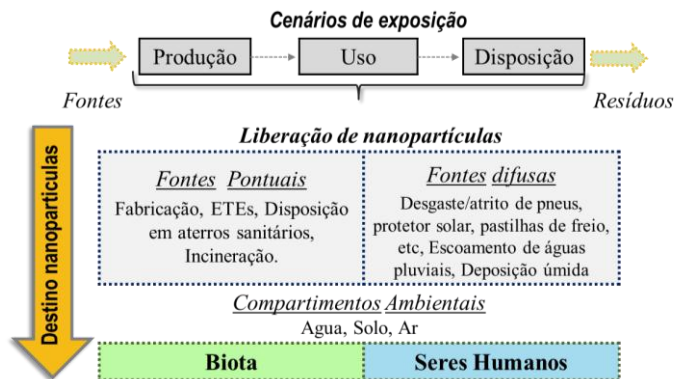 Cenários de exposição
Produção
Uso
Disposição
Fontes
Resíduos
Liberação de nanopartículas
Destino nanoparticulas
Fontes Pontuais
Fabricação, ETEs, Disposição
em aterros sanitários,
Incineração.
Fontes difusas
Desgaste/atrito de pneus,
protetor solar, pastilhas de freio,
etc, Escoamento de águas
pluviais, Deposição úmida
Compartimentos Ambientais
Agua, Solo, Ar
Biota
Seres Humanos